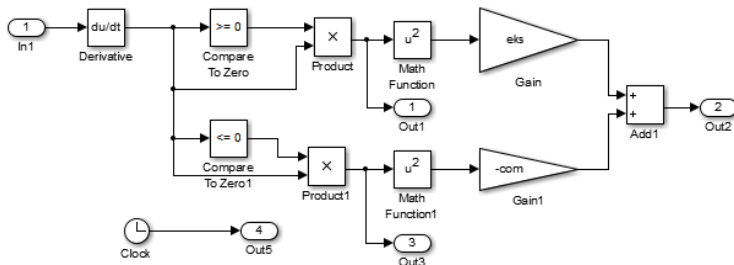 1
In1
du/dt
Derivative
>= 0
Compare
To Zero
×
Product
u²
Math
Function
eks
Gain
1
Out1
+
+
Add1
2
Out2
<= 0
Compare
To Zero1
×
Product1
u²
Math
Function1
-com
Gain1
3
Out3
Clock
4
Out5